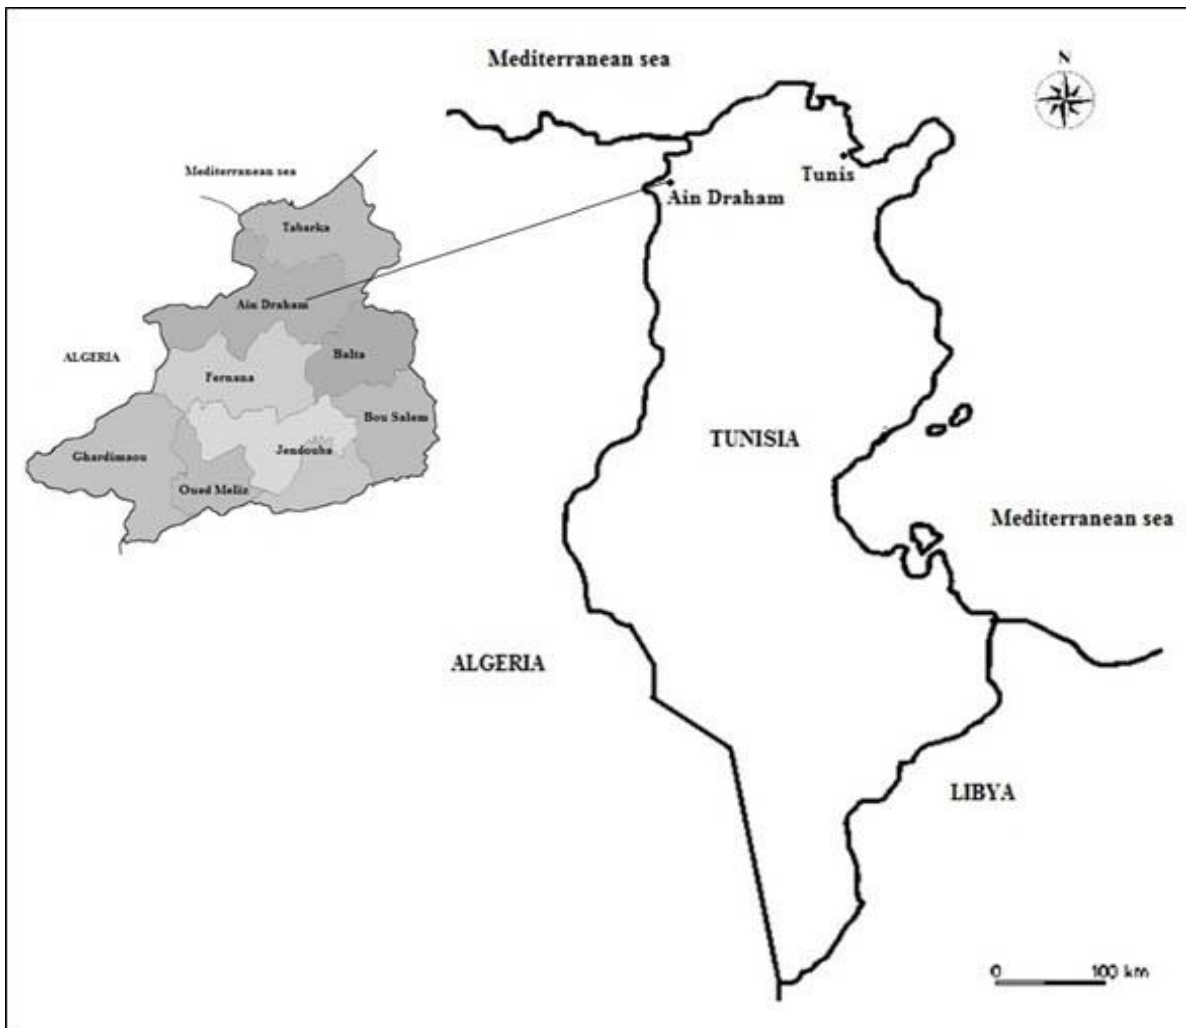 Mediterranean sea
N
Mediterranean sea
Tunis
Ain Draham
Tabarka
Ain Draham
ALGERIA
Balta
Fernana
Bou Salem
TUNISIA
Jendouba
Ghardimaou
Oued Meliz
Mediterranean sea
ALGERIA
LIBYA
0 100 km